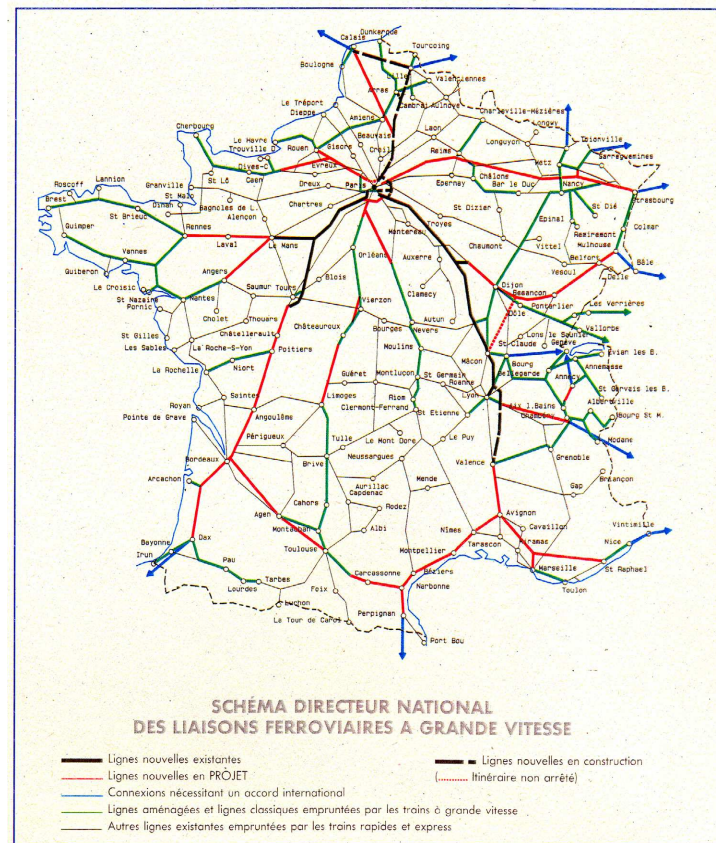 Dunkerque
Calais
Tourcoing
Boulogne
Lille
Valenciennes
Arras
Cambrai
Aulnoye
Le Tréport
Dieppe
Amiens
Charleville-Mézières
Cherbourg
Longwy
Thionville
Le Havre
Trouville D.
Rouen
Gisors
Beauvais
Creil
Laon
Reims
Longuyon
Metz
Sarreguemines
Dives-C
Caen
Evreux
Paris
Châlons
Lannion
Roscoff
Granville
St Lô
Dreux
Epernay
Bar le Duc
Nancy
Strasbourg
Brest
St Malo
Dinan
Bagnoles de L.
Chartres
St Dizier
St Dié
St Brieuc
Alençon
Troyes
Epinal
Colmar
Quimper
Rennes
Laval
Le Mans
Montereau
Chaumont
Vittel
Remiremont
Mulhouse
Vannes
Orléans
Auxerre
Belfort
Bâle
Quiberon
Angers
Blois
Vesoul
Delle
Le Croisic
St Nazaire
Pornic
Nantes
Saumur
Tours
Clamecy
Dijon
Besançon
Cholet
Thouars
Vierzon
Dôle
Pontarlier
Les Verrières
St Gilles
Châtellerault
Châteauroux
Bourges
Nevers
Autun
Lons le Saunier
Vallorbe
Les Sables
La Roche-S-Yon
Poitiers
Moulins
St Claude
Genève
Evian les B.
Mâcon
Bourg
Bellegarde
Annemasse
La Rochelle
Niort
Guéret
Montluçon
St Germain
Roanne
Annecy
St Gervais les B.
Lyon
Royan
Saintes
Limoges
Riom
Clermont-Ferrand
St Etienne
Aix l.Bains
Chambéry
Albertville
Bourg St M.
Pointe de Grave
Angoulême
Périgueux
Tulle
Le Mont Dore
Le Puy
Modane
Bordeaux
Brive
Neussargues
Valence
Grenoble
Arcachon
Aurillac
Mende
Gap
Briançon
Capdenac
Agen
Cahors
Rodez
Avignon
Vintimille
Bayonne
Dax
Montauban
Albi
Nîmes
Cavaillon
Miramas
Nice
Irun
Pau
Toulouse
Montpellier
Tarascon
Marseille
St Raphael
Lourdes
Tarbes
Carcassonne
Béziers
Narbonne
Toulon
Luchon
Foix
La Tour de Carol
Perpignan
Port Bou
SCHÉMA DIRECTEUR NATIONAL
DES LIAISONS FERROVIAIRES A GRANDE VITESSE
Lignes nouvelles existantes
Lignes nouvelles en construction
Lignes nouvelles en PROJET
( Itinéraire non arrêté)
Connexions nécessitant un accord international
Lignes aménagées et lignes classiques empruntées par les trains à grande vitesse
Autres lignes existantes empruntées par les trains rapides et express